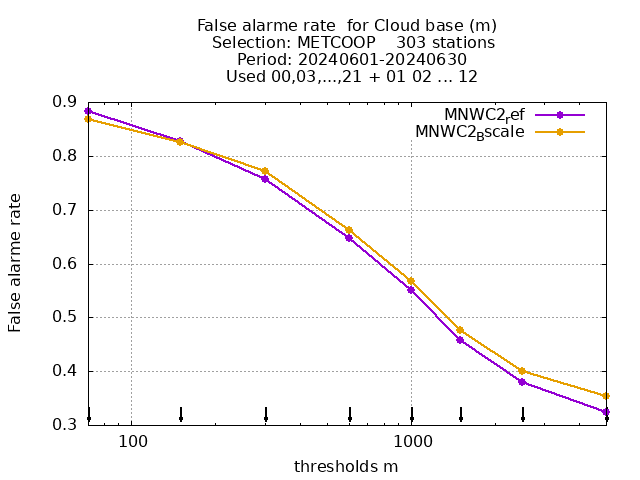 False alarme rate  for Cloud base (m)
Selection: METCOOP    303 stations
Period: 20240601-20240630
Used 00,03,...,21 + 01 02 ... 12
MNWC2ref
MNWC2Bscale
0.9
0.8
0.7
0.6
0.5
0.4
0.3
False alarme rate
100
1000
thresholds m